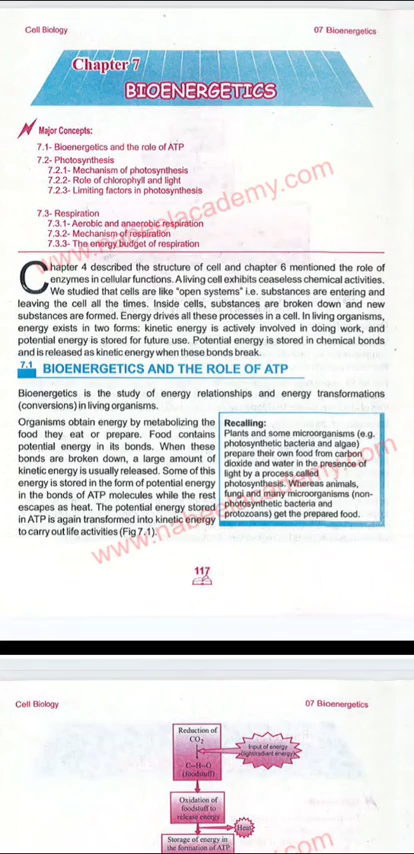 Cell Biology 07 Bioenergetics
Chapter 7
BIOENERGETICS
Major Concepts:
7.1- Bioenergetics and the role of ATP
7.2- Photosynthesis
7.2.1- Mechanism of photosynthesis
7.2.2- Role of chlorophyll and light
7.2.3- Limiting factors in photosynthesis
7.3- Respiration
7.3.1- Aerobic and anaerobic respiration
7.3.2- Mechanism of respiration
7.3.3- The energy budget of respiration
Chapter 4 described the structure of cell and chapter 6 mentioned the role of
enzymes in cellular functions. A living cell exhibits ceaseless chemical activities.
We studied that cells are like "open systems" i.e. substances are entering and
leaving the cell all the times. Inside cells, substances are broken down and new
substances are formed. Energy drives all these processes in a cell. In living organisms,
energy exists in two forms: kinetic energy is actively involved in doing work, and
potential energy is stored for future use. Potential energy is stored in chemical bonds
and is released as kinetic energy when these bonds break.
7.1 BIOENERGETICS AND THE ROLE OF ATP
Bioenergetics is the study of energy relationships and energy transformations
(conversions) in living organisms.
Organisms obtain energy by metabolizing the
food they eat or prepare. Food contains
potential energy in its bonds. When these
bonds are broken down, a large amount of
kinetic energy is usually released. Some of this
energy is stored in the form of potential energy
in the bonds of ATP molecules while the rest
escapes as heat. The potential energy stored
in ATP is again transformed into kinetic energy
to carry out life activities (Fig 7.1).
Recalling:
Plants and some microorganisms (e.g.
photosynthetic bacteria and algae)
prepare their own food from carbon
dioxide and water in the presence of
light by a process called
photosynthesis. Whereas animals,
fungi and many microorganisms (non-
photosynthetic bacteria and
protozoans) get the prepared food.
www.nabeelacademy.com
www.nabeelacademy.com
117
Cell Biology 07 Bioenergetics
Reduction of
CO2
Input of energy
(light/radiant energy)
C–H–O
(foodstuff)
Oxidation of
foodstuff to
release energy
Heat
Storage of energy in
the formation of ATP
com